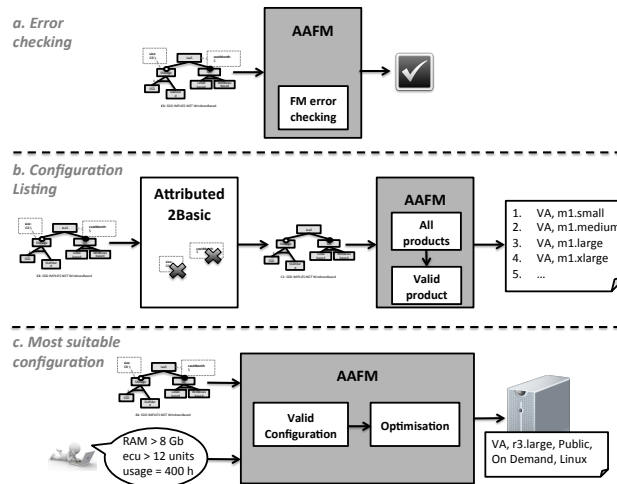 a. Error
checking
AAFM
FM error
checking
b. Configuration
Listing
Attributed
2Basic
AAFM
All
products
Valid
product
1. VA, m1.small
2. VA, m1.medium
3. VA, m1.large
4. VA, m1.xlarge
5. ...
c. Most suitable
configuration
AAFM
Valid
Configuration
Optimisation
RAM > 8 Gb
ecu > 12 units
usage = 400 h
VA, r3.large, Public,
On Demand, Linux